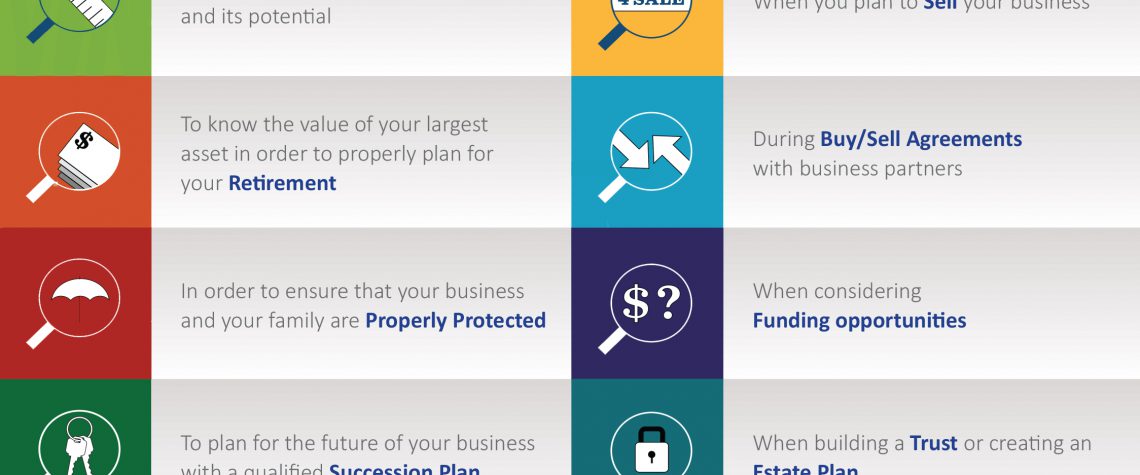 and its potential
To know the value of your largest
asset in order to properly plan for
your Retirement
In order to ensure that your business
and your family are Properly Protected
To plan for the future of your business
with a qualified Succession Plan
4 SALE
When you plan to Sell your business
During Buy/Sell Agreements
with business partners
$
$ ?
When considering
Funding opportunities
When building a Trust or creating an
Estate Plan